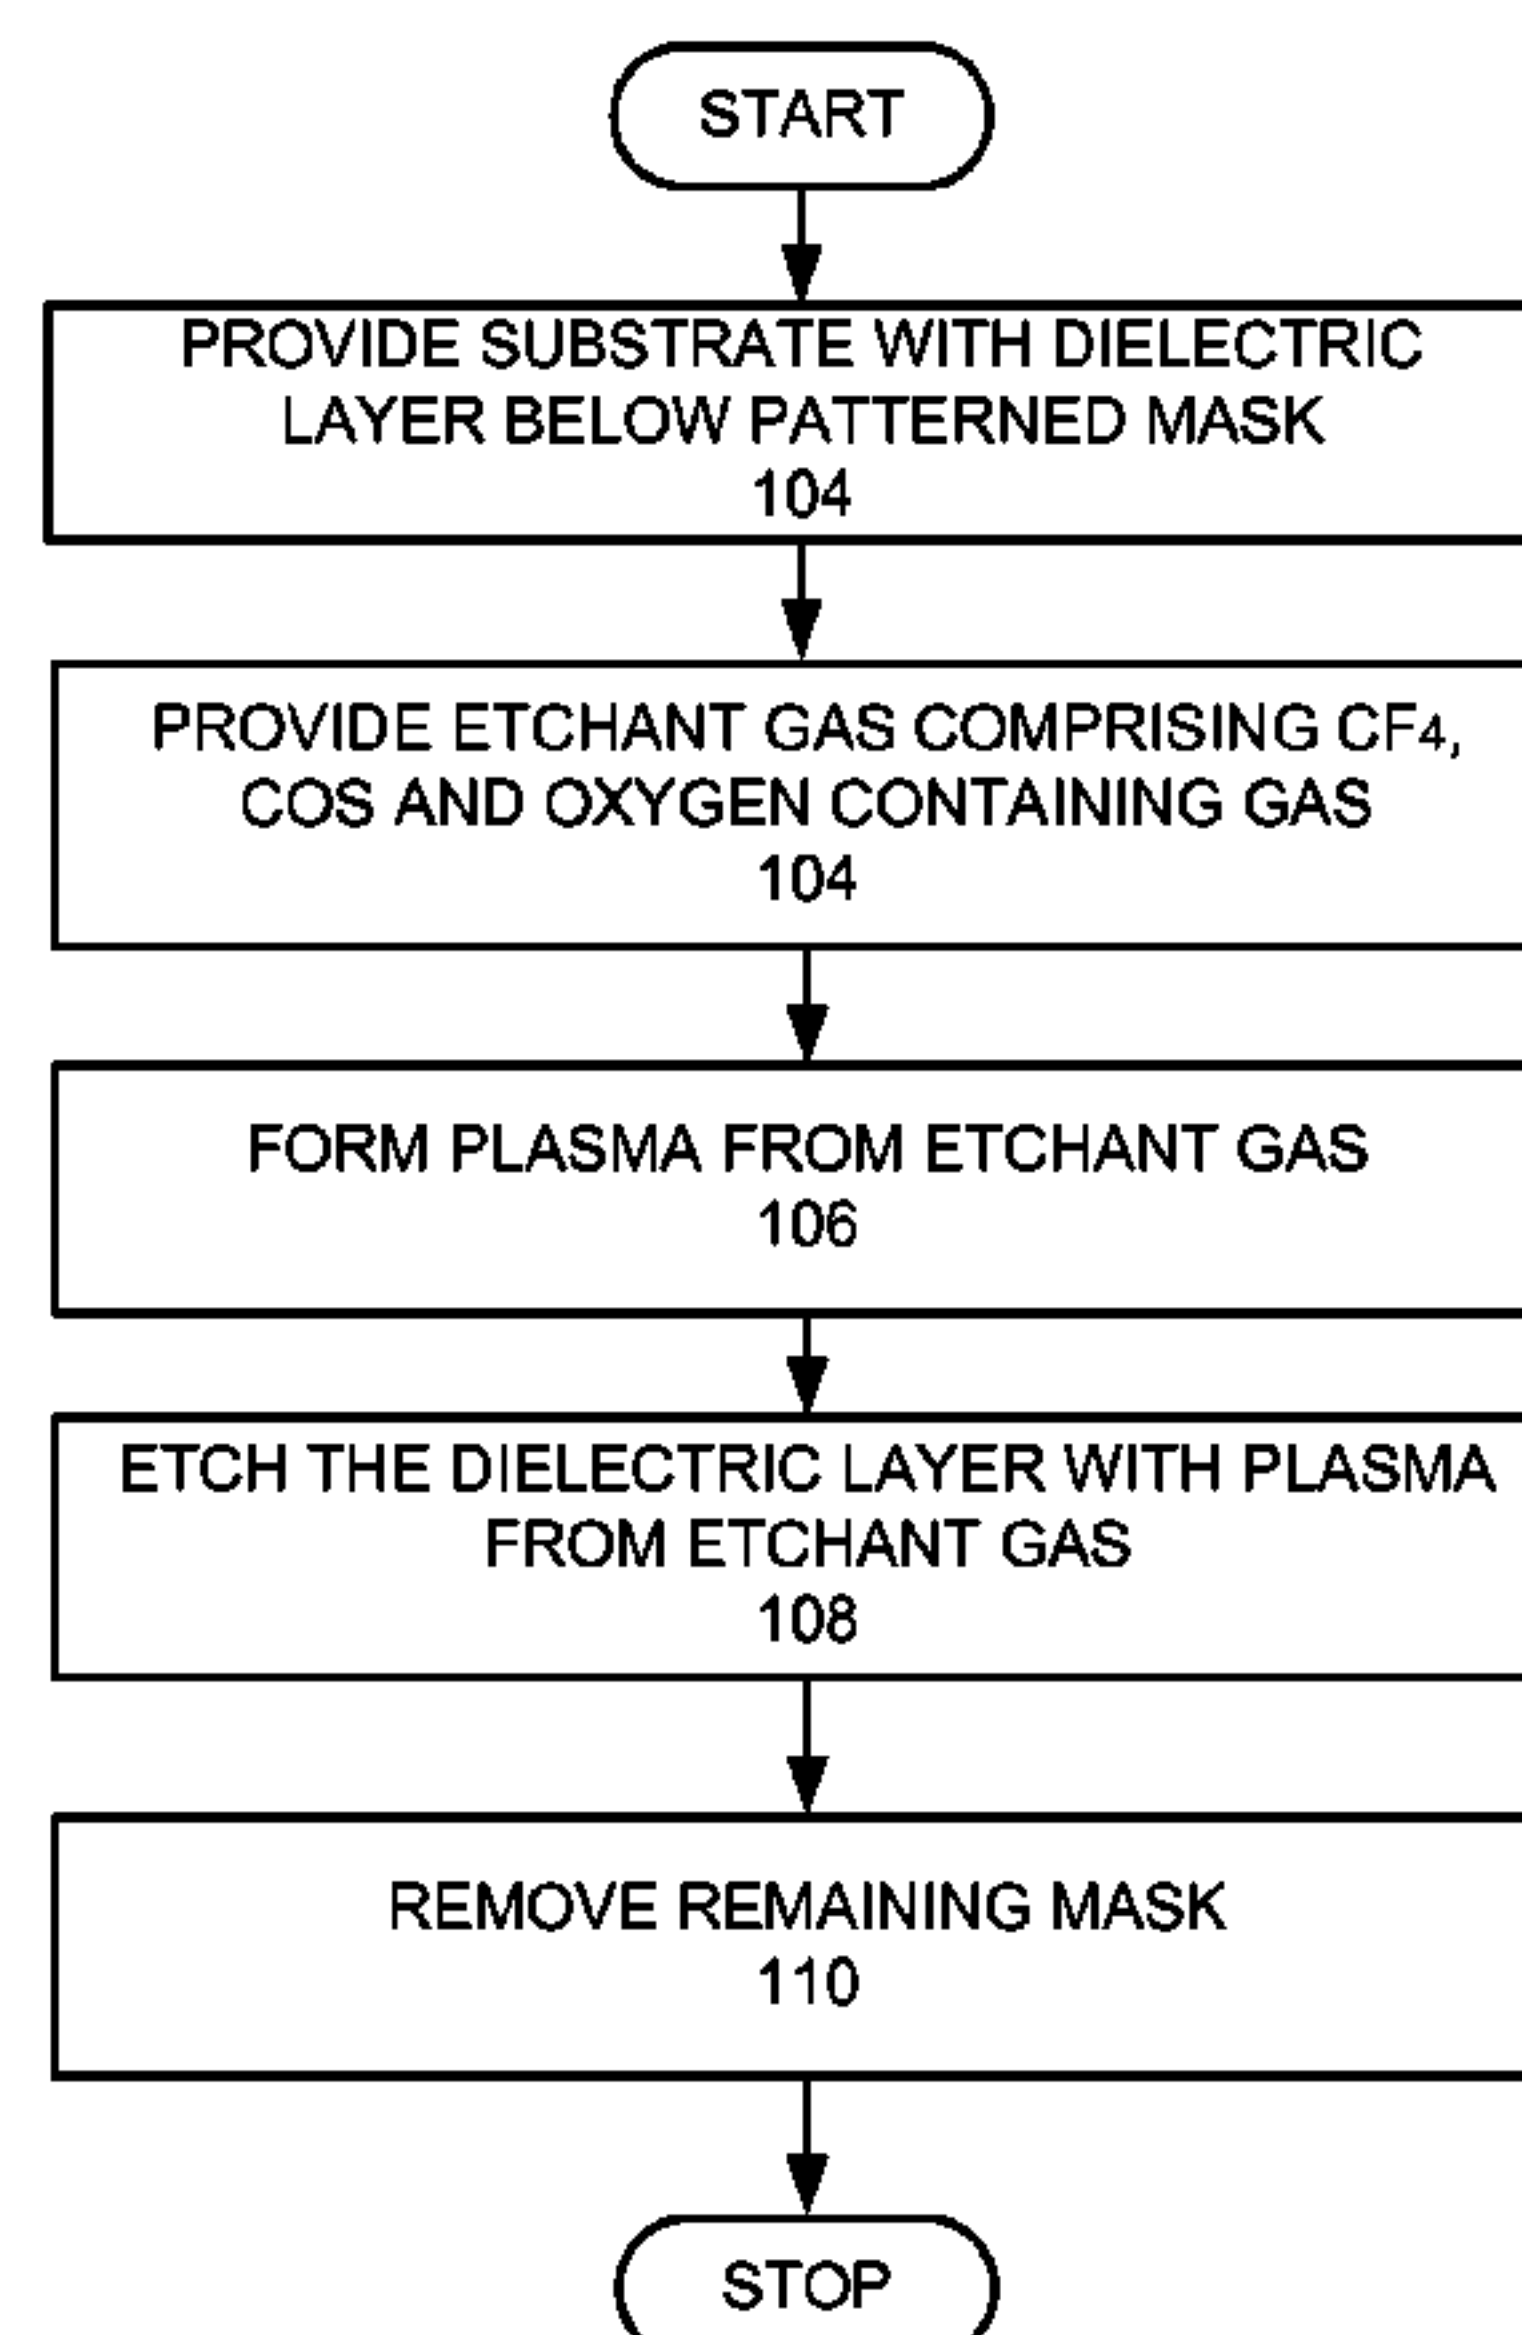 START
PROVIDE SUBSTRATE WITH DIELECTRIC
LAYER BELOW PATTERNED MASK
104
PROVIDE ETCHANT GAS COMPRISING CF4,
COS AND OXYGEN CONTAINING GAS
104
FORM PLASMA FROM ETCHANT GAS
106
ETCH THE DIELECTRIC LAYER WITH PLASMA
FROM ETCHANT GAS
108
REMOVE REMAINING MASK
110
STOP